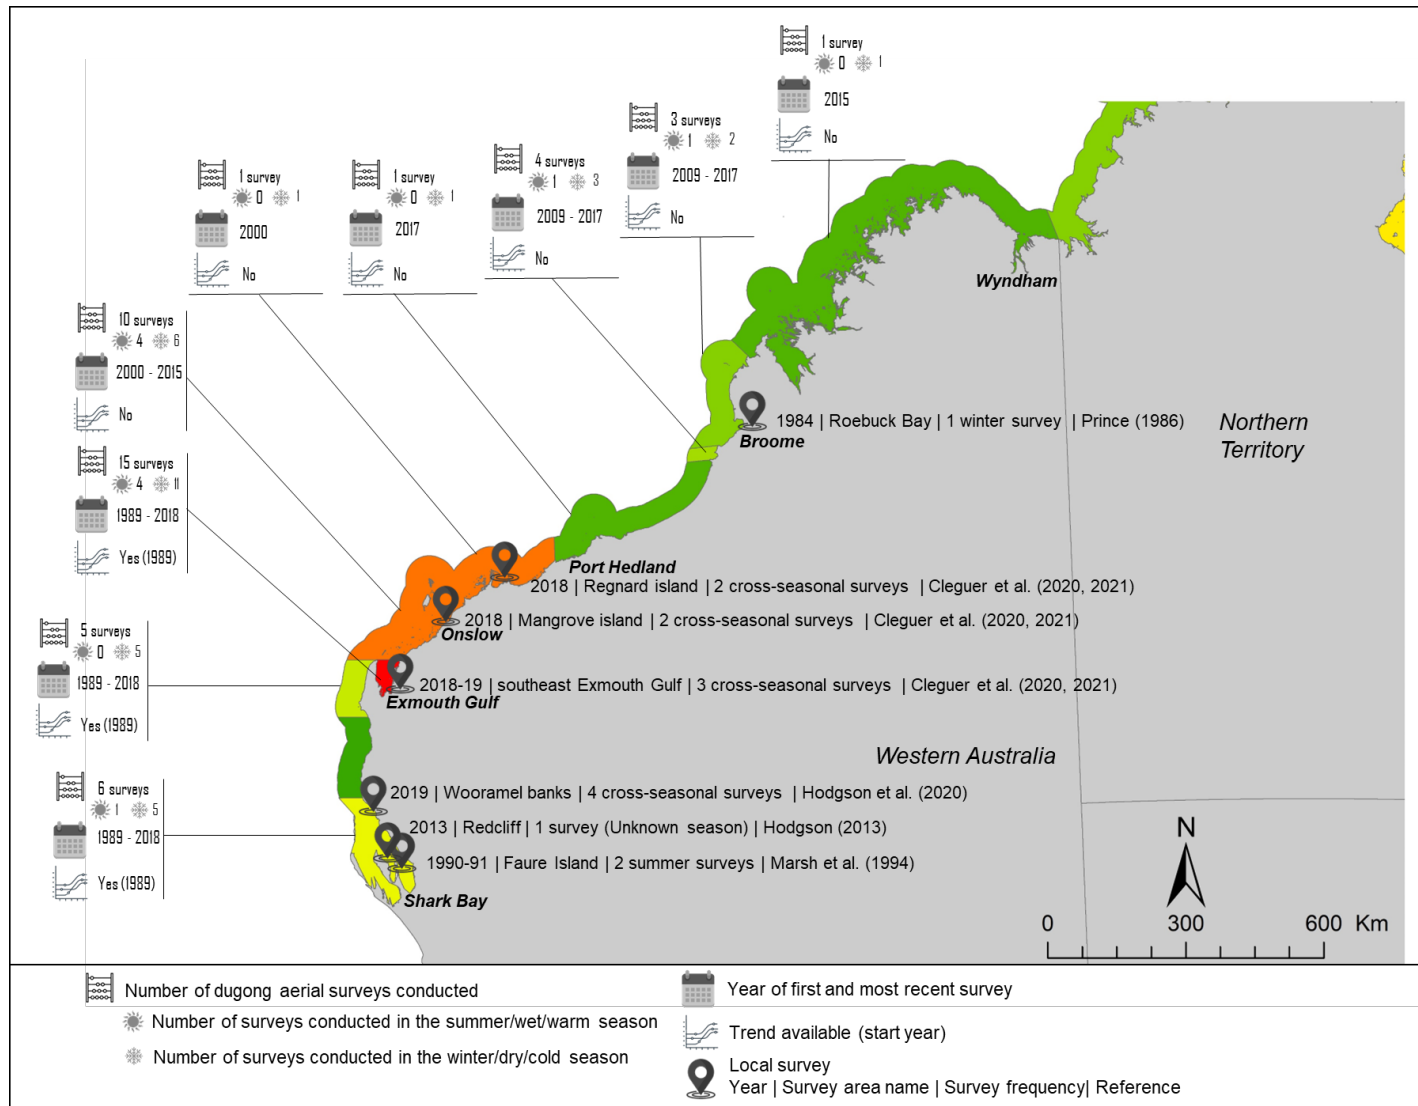 1 survey
0 1
2015
No
3 surveys
1 2
2009 - 2017
No
4 surveys
1 3
2009 - 2017
No
1 survey
0 1
2017
No
1 survey
0 1
2000
No
10 surveys
4 6
2000 - 2015
No
15 surveys
4 11
1989 - 2018
Yes (1989)
5 surveys
0 5
1989 - 2018
Yes (1989)
6 surveys
1 5
1989 - 2018
Yes (1989)
Wyndham
1984 | Roebuck Bay | 1 winter survey | Prince (1986)
Broome
Northern
Territory
Port Hedland
2018 | Regnard island | 2 cross-seasonal surveys | Cleguer et al. (2020, 2021)
2018 | Mangrove island | 2 cross-seasonal surveys | Cleguer et al. (2020, 2021)
Onslow
2018-19 | southeast Exmouth Gulf | 3 cross-seasonal surveys | Cleguer et al. (2020, 2021)
Exmouth Gulf
Western Australia
2019 | Wooramel banks | 4 cross-seasonal surveys | Hodgson et al. (2020)
2013 | Redcliff | 1 survey (Unknown season) | Hodgson (2013)
1990-91 | Faure Island | 2 summer surveys | Marsh et al. (1994)
Shark Bay
N
0 300 600 Km
Number of dugong aerial surveys conducted
Number of surveys conducted in the summer/wet/warm season
Number of surveys conducted in the winter/dry/cold season
Year of first and most recent survey
Trend available (start year)
Local survey
Year | Survey area name | Survey frequency| Reference